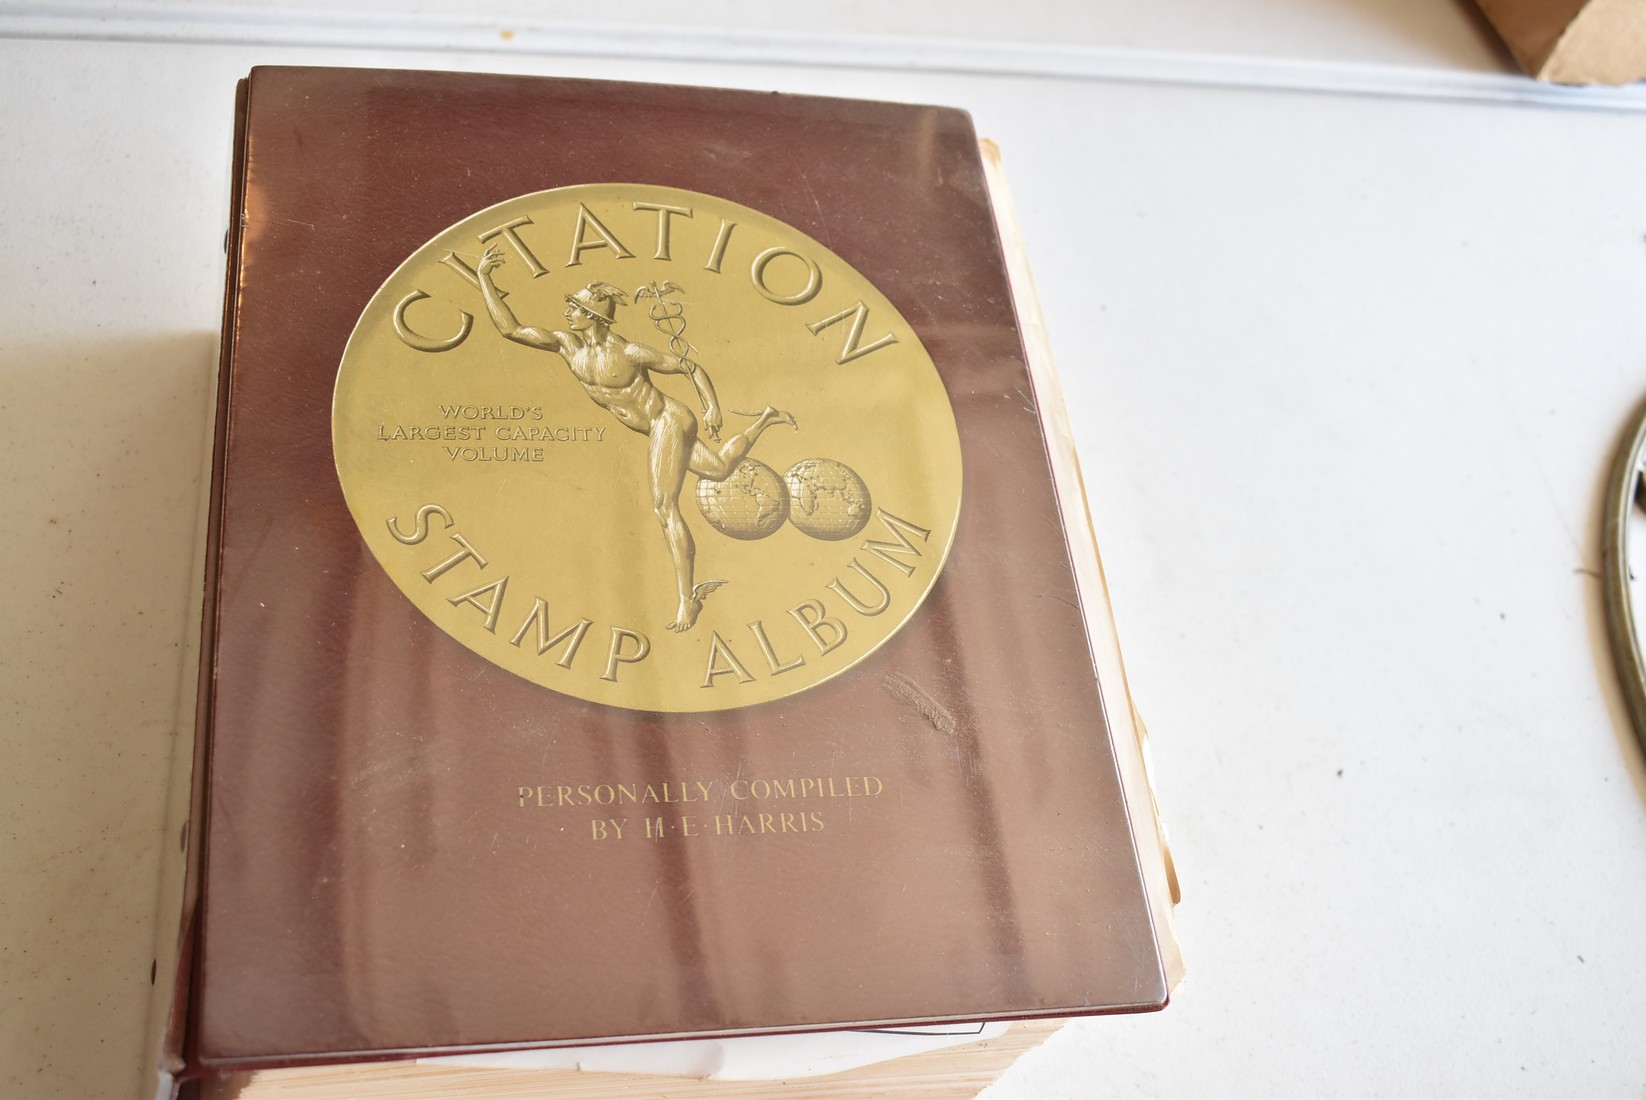 CITATION
WORLD'S
LARGEST CAPACITY
VOLUME
STAMP ALBUM
PERSONALLY COMPILED
BY H·E·HARRIS